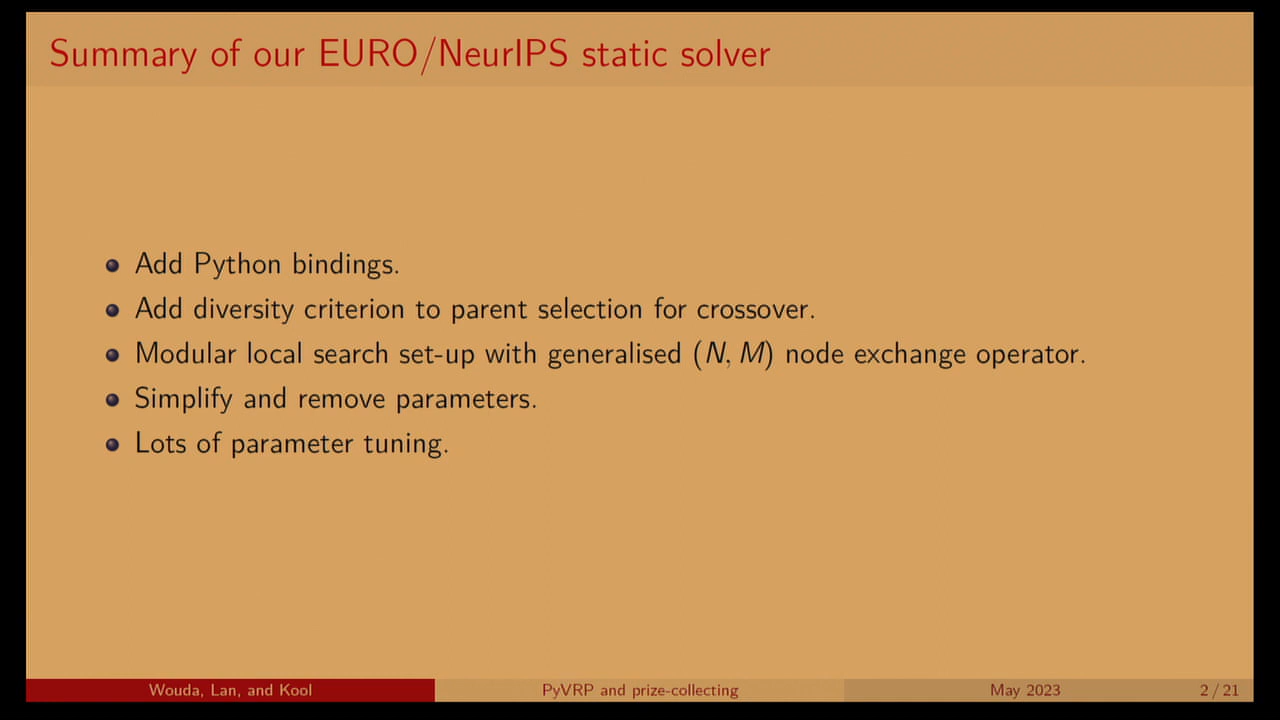 Summary of our EURO/NeurIPS static solver
Add Python bindings.
Add diversity criterion to parent selection for crossover.
Modular local search set-up with generalised (N, M) node exchange operator.
Simplify and remove parameters.
Lots of parameter tuning.
Wouda, Lan, and Kool PyVRP and prize-collecting May 2023 2 / 21